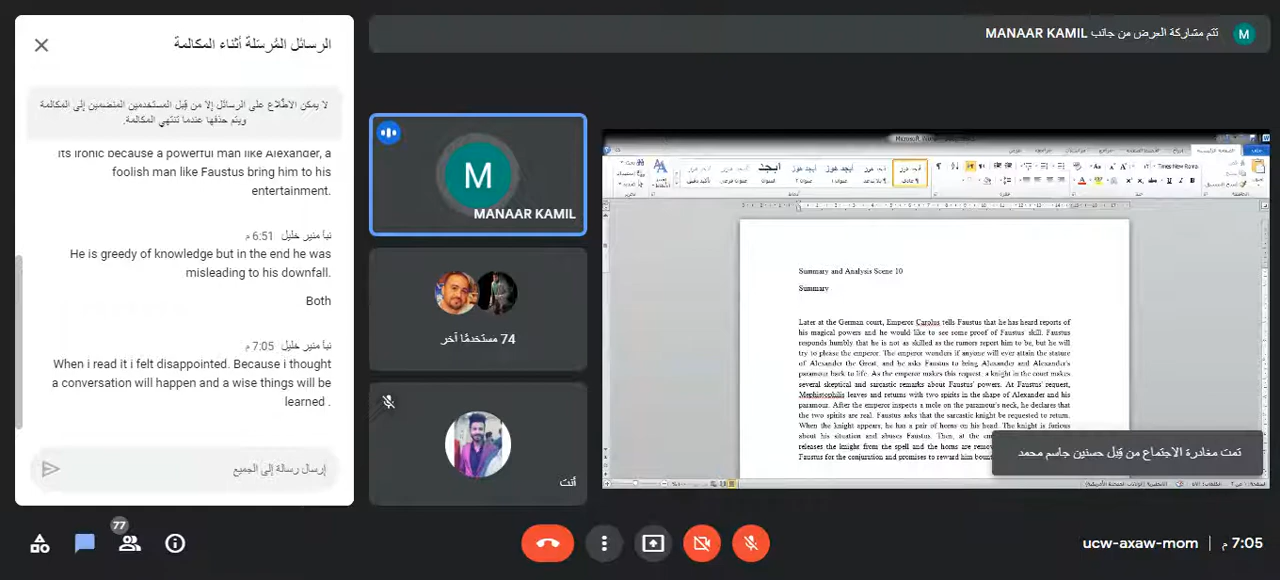 الرسائل المُرسَلة أثناء المكالمة
لا يمكن الاطّلاع على الرسائل إلا من قِبل المستخدمين المنضمين إلى المكالمة
ويتم حذفها عندما تنتهي المكالمة.
its ironic because a powerful man like Alexander, a
foolish man like Faustus bring him to his
entertainment.
نبأ منير خليل 6:51 م
He is greedy of knowledge but in the end he was
misleading to his downfall.
Both
نبأ منير خليل 7:05 م
When i read it i felt disappointed. Because i thought
a conversation will happen and a wise things will be
learned .
إرسال رسالة إلى الجميع
77
تتم مشاركة العرض من جانب MANAAR KAMIL
M
M
MANAAR KAMIL
74 مستخدمًا آخر
أنت
Summary and Analysis Scene 10
Summary
Later at the German court, Emperor Carolus tells Faustus that he has heard reports of
his magical powers and he would like to see some proof of Faustus' skill. Faustus
responds humbly that he is not as skilled as the rumors report him to be, but he will
try to please the emperor. The emperor wonders if anyone will ever attain the stature
of Alexander the Great, and he asks Faustus to bring Alexander and Alexander's
paramour back to life. As the emperor makes this request, a knight in the court makes
several skeptical and sarcastic remarks about Faustus' powers. At Faustus' request,
Mephistophilis leaves and returns with two spirits in the shape of Alexander and his
paramour. After the emperor inspects a mole on the paramour's neck, he declares that
the two spirits are real. Faustus asks that the sarcastic knight be requested to return.
When the knight appears, he has a pair of horns on his head. The knight is furious
about his situation and abuses Faustus. Then, at the em
releases the knight from the spell and the horns are remov
Faustus for the conjuration and promises to reward him boun
تمت مغادرة الاجتماع من قِبل حسنين جاسم محمد
ucw-axaw-mom | 7:05 م